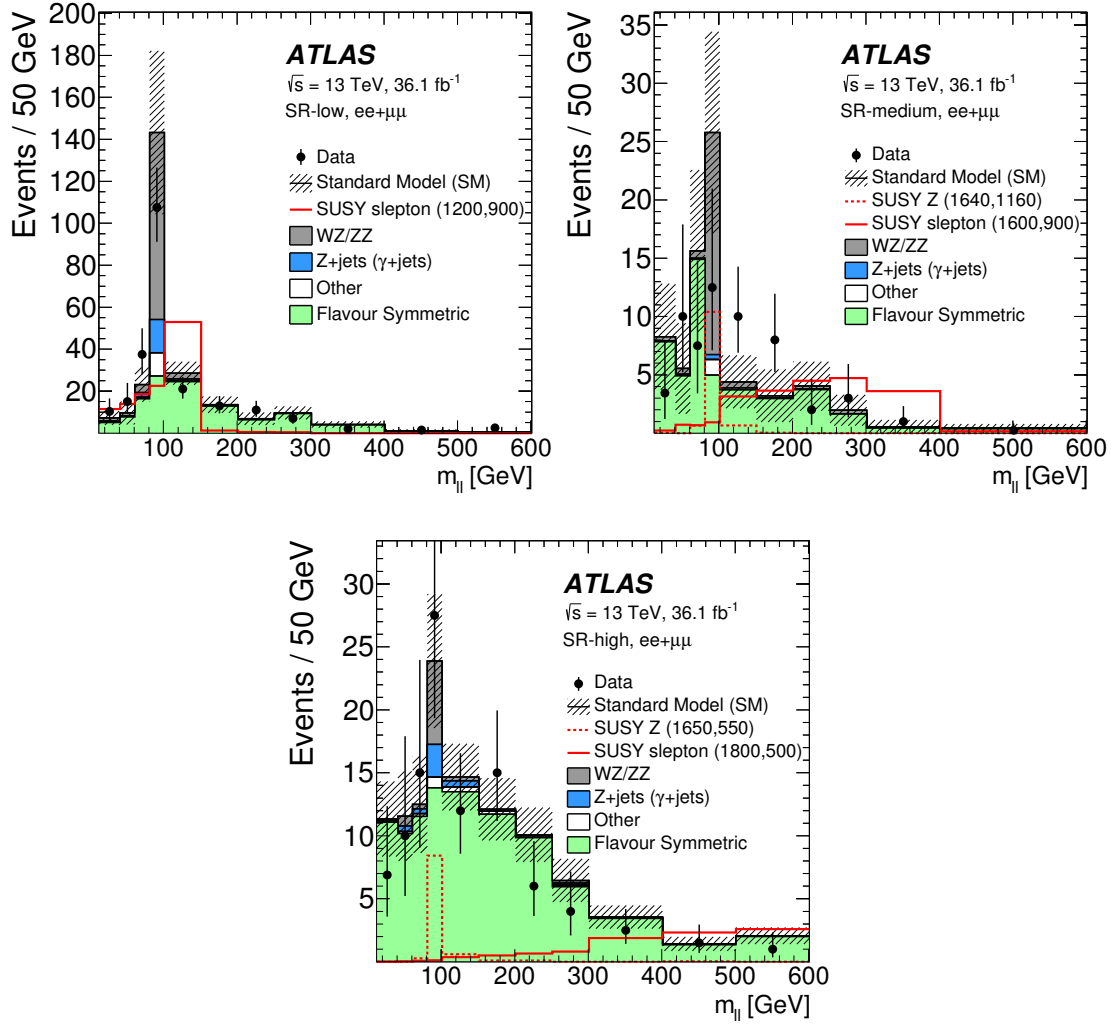 Events / 50 GeV
200
180
160
140
120
100
80
60
40
20
ATLAS
√s = 13 TeV, 36.1 fb⁻¹
SR-low, ee+μμ
Data
Standard Model (SM)
SUSY slepton (1200,900)
WZ/ZZ
Z+jets (γ+jets)
Other
Flavour Symmetric
100 200 300 400 500 600
m_ll [GeV]
Events / 50 GeV
35
30
25
20
15
10
5
ATLAS
√s = 13 TeV, 36.1 fb⁻¹
SR-medium, ee+μμ
Data
Standard Model (SM)
SUSY Z (1640,1160)
SUSY slepton (1600,900)
WZ/ZZ
Z+jets (γ+jets)
Other
Flavour Symmetric
100 200 300 400 500 600
m_ll [GeV]
Events / 50 GeV
30
25
20
15
10
5
ATLAS
√s = 13 TeV, 36.1 fb⁻¹
SR-high, ee+μμ
Data
Standard Model (SM)
SUSY Z (1650,550)
SUSY slepton (1800,500)
WZ/ZZ
Z+jets (γ+jets)
Other
Flavour Symmetric
100 200 300 400 500 600
m_ll [GeV]